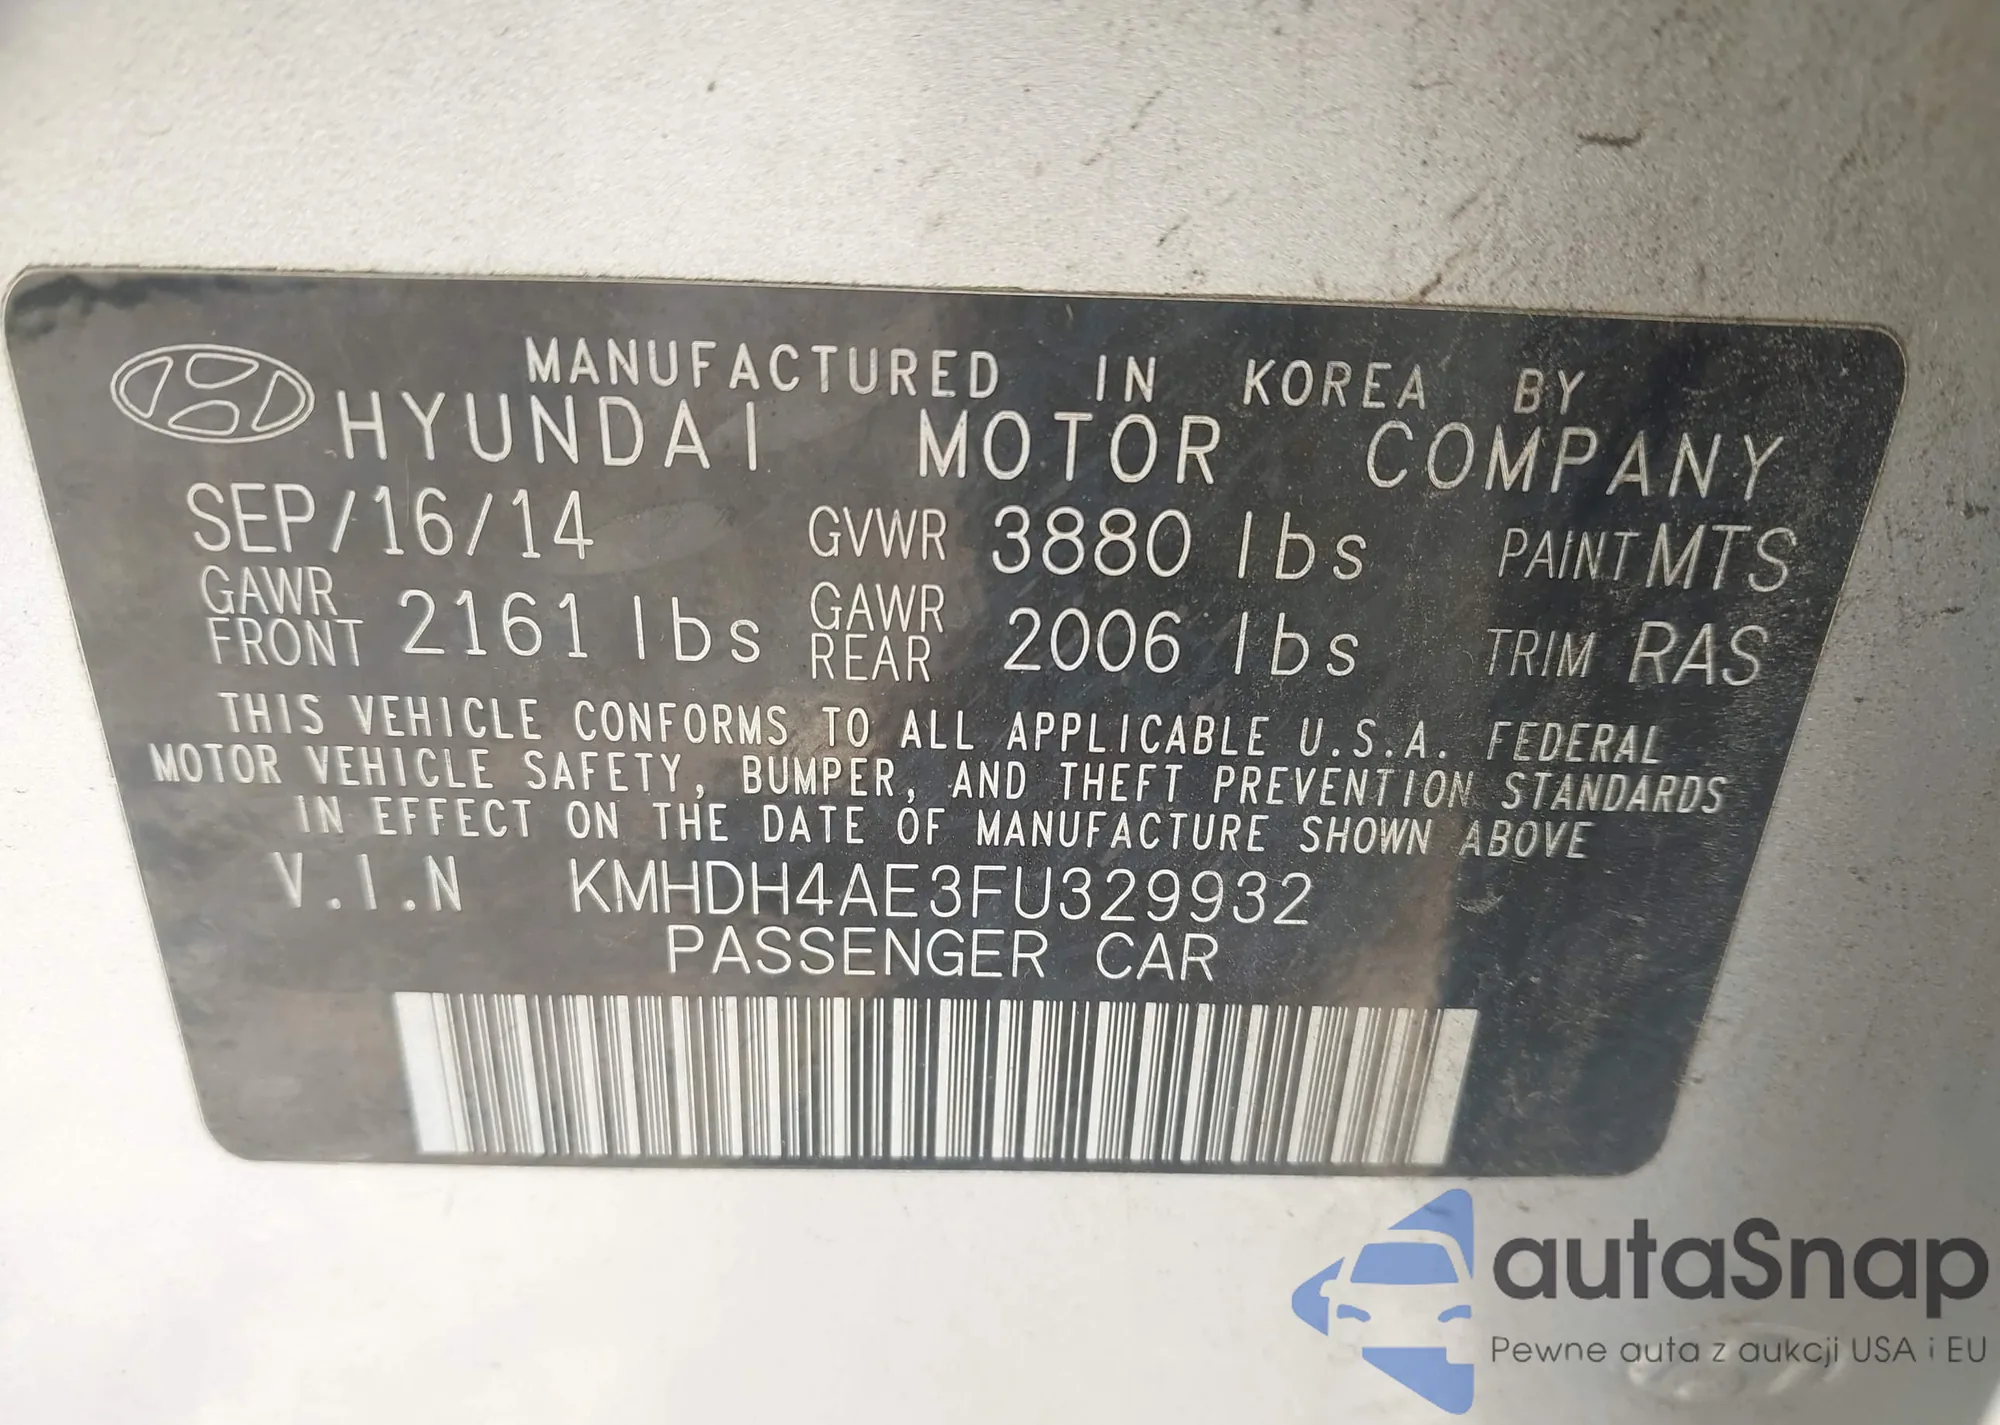 MANUFACTURED IN KOREA BY
HYUNDAI MOTOR COMPANY
SEP/16/14 GVWR 3880 lbs PAINT MTS
GAWR FRONT 2161 lbs GAWR REAR 2006 lbs TRIM RAS
THIS VEHICLE CONFORMS TO ALL APPLICABLE U.S.A. FEDERAL
MOTOR VEHICLE SAFETY, BUMPER, AND THEFT PREVENTION STANDARDS
IN EFFECT ON THE DATE OF MANUFACTURE SHOWN ABOVE
V.I.N KMHDH4AE3FU329932
PASSENGER CAR
autaSnap
Pewne auta z aukcji USA i EU